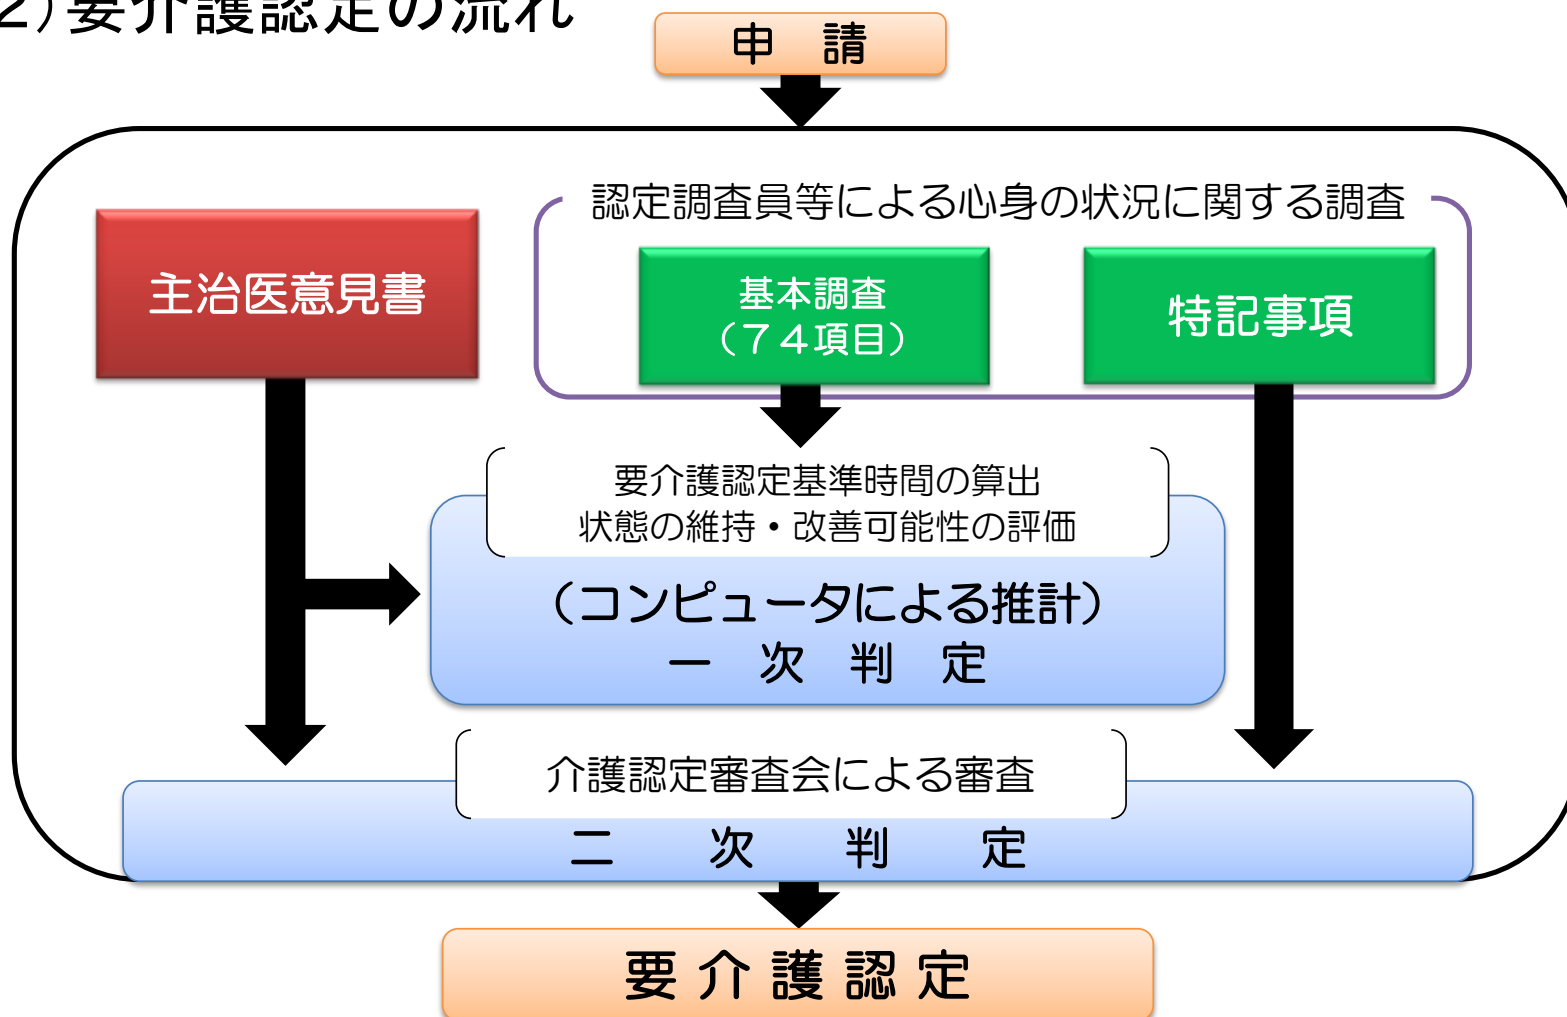 2)要介護認定の流れ
申 請
認定調査員等による心身の状況に関する調査
主治医意見書
基本調査
(74項目)
特記事項
要介護認定基準時間の算出
状態の維持・改善可能性の評価
(コンピュータによる推計)
一 次 判 定
介護認定審査会による審査
二 次 判 定
要介護認定